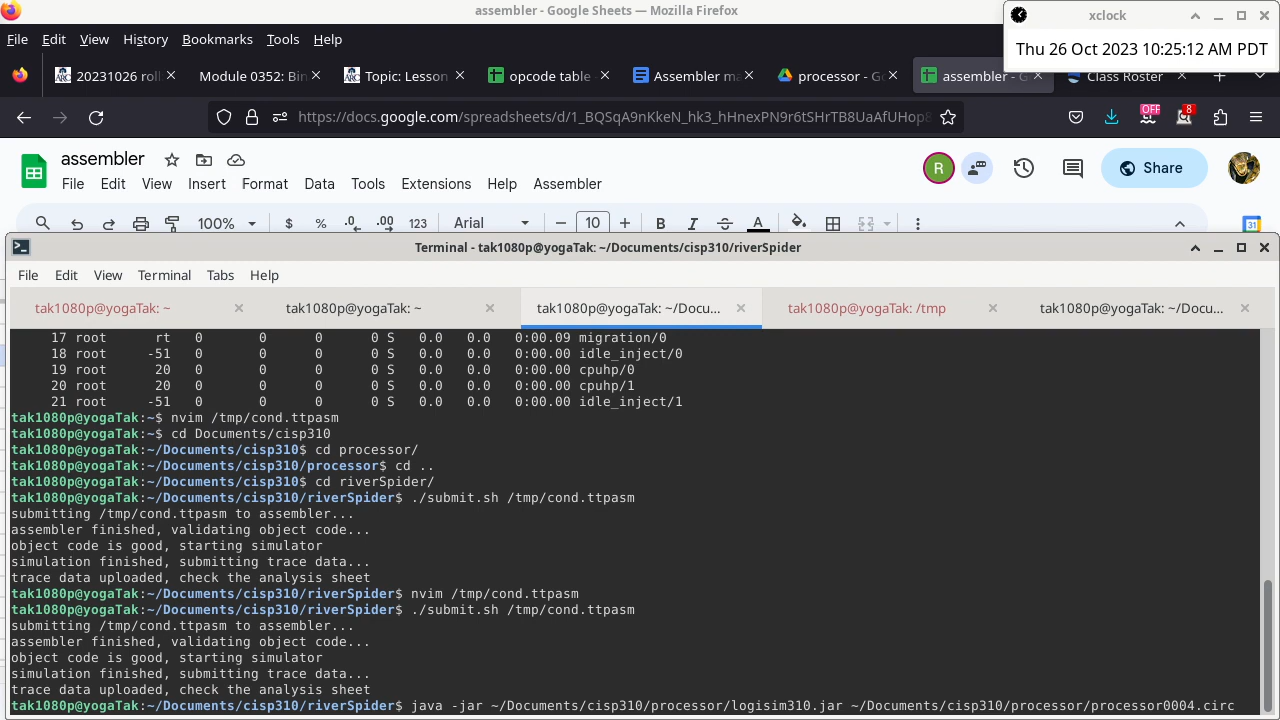 assembler - Google Sheets — Mozilla Firefox
xclock
File Edit View History Bookmarks Tools Help
Thu 26 Oct 2023 10:25:12 AM PDT
20231026 roll
Module 0352: Bin
Topic: Lesson
opcode table -
Assembler ma
processor - Go
assembler - G
Class Roster
https://docs.google.com/spreadsheets/d/1_BQSqA9nKkeN_hk3_hHnexPN9r6tSHrTB8UaAfUHop8
OFF
8
assembler
R
Share
File Edit View Insert Format Data Tools Extensions Help Assembler
100% $ % .0 .00 123 Arial 10 B I S A
31
Terminal - tak1080p@yogaTak: ~/Documents/cisp310/riverSpider
File Edit View Terminal Tabs Help
tak1080p@yogaTak: ~
tak1080p@yogaTak: ~
tak1080p@yogaTak: ~/Docu...
tak1080p@yogaTak: /tmp
tak1080p@yogaTak: ~/Docu...
17 root rt 0 0 0 S 0.0 0.0 0:00.09 migration/0
18 root -51 0 0 0 S 0.0 0.0 0:00.00 idle_inject/0
19 root 20 0 0 0 S 0.0 0.0 0:00.00 cpuhp/0
20 root 20 0 0 0 S 0.0 0.0 0:00.00 cpuhp/1
21 root -51 0 0 0 S 0.0 0.0 0:00.00 idle_inject/1
tak1080p@yogaTak:~$ nvim /tmp/cond.ttpasm
tak1080p@yogaTak:~$ cd Documents/cisp310
tak1080p@yogaTak:~/Documents/cisp310$ cd processor/
tak1080p@yogaTak:~/Documents/cisp310/processor$ cd ..
tak1080p@yogaTak:~/Documents/cisp310$ cd riverSpider/
tak1080p@yogaTak:~/Documents/cisp310/riverSpider$ ./submit.sh /tmp/cond.ttpasm
submitting /tmp/cond.ttpasm to assembler...
assembler finished, validating object code...
object code is good, starting simulator
simulation finished, submitting trace data...
trace data uploaded, check the analysis sheet
tak1080p@yogaTak:~/Documents/cisp310/riverSpider$ nvim /tmp/cond.ttpasm
tak1080p@yogaTak:~/Documents/cisp310/riverSpider$ ./submit.sh /tmp/cond.ttpasm
submitting /tmp/cond.ttpasm to assembler...
assembler finished, validating object code...
object code is good, starting simulator
simulation finished, submitting trace data...
trace data uploaded, check the analysis sheet
tak1080p@yogaTak:~/Documents/cisp310/riverSpider$ java -jar ~/Documents/cisp310/processor/logisim310.jar ~/Documents/cisp310/processor/processor0004.circ